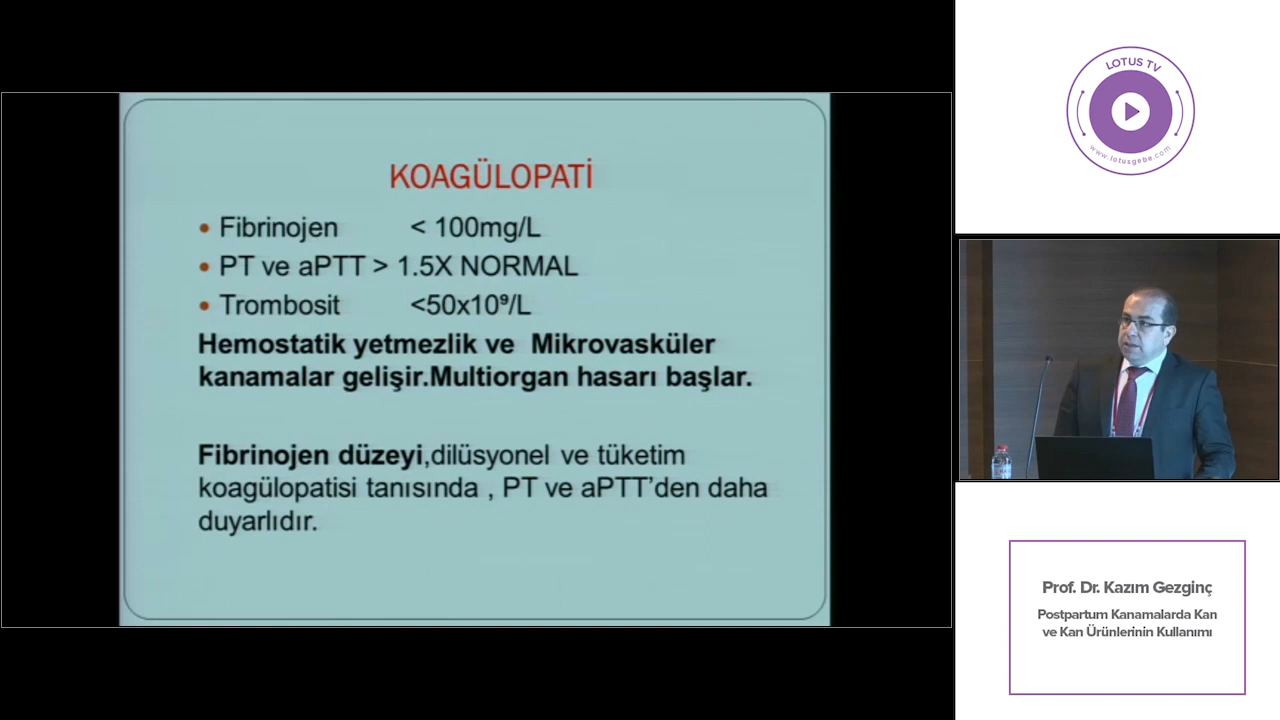 KOAGÜLOPATİ
• Fibrinojen < 100mg/L
• PT ve aPTT > 1.5X NORMAL
• Trombosit <50x10⁹/L
Hemostatik yetmezlik ve Mikrovasküler
kanamalar gelişir.Multiorgan hasarı başlar.
Fibrinojen düzeyi,dilüsyonel ve tüketim
koagülopatisi tanısında , PT ve aPTT’den daha
duyarlıdır.
LOTUS TV
www.lotusgebe.com
Prof. Dr. Kazım Gezginç
Postpartum Kanamalarda Kan
ve Kan Ürünlerinin Kullanımı